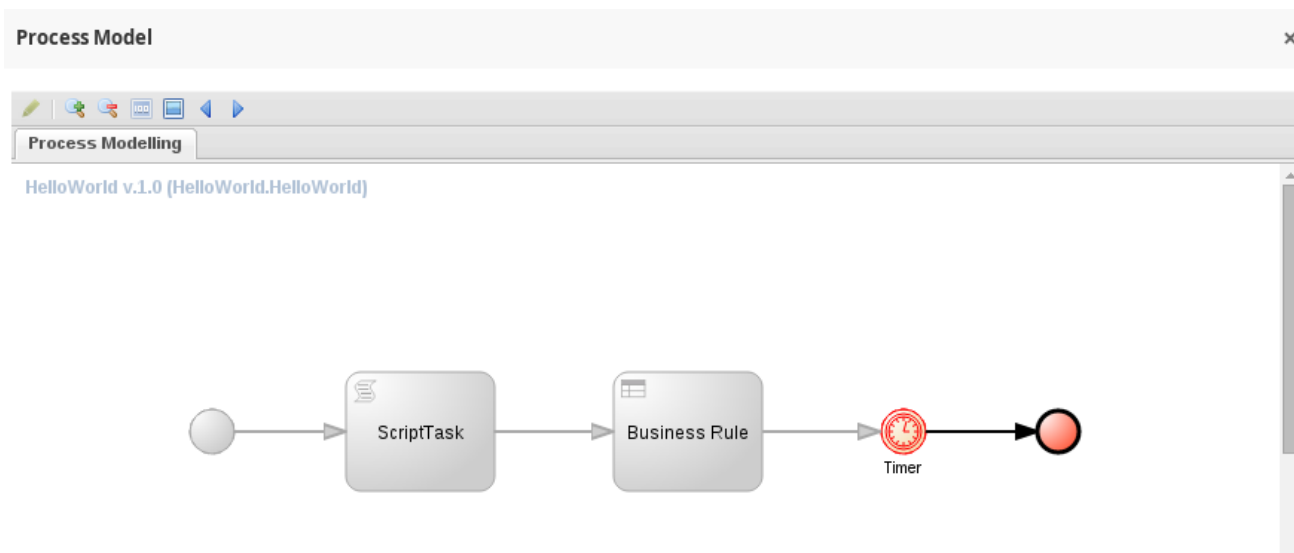 Process Model
Process Modelling
HelloWorld v.1.0 (HelloWorld.HelloWorld)
ScriptTask
Business Rule
Timer